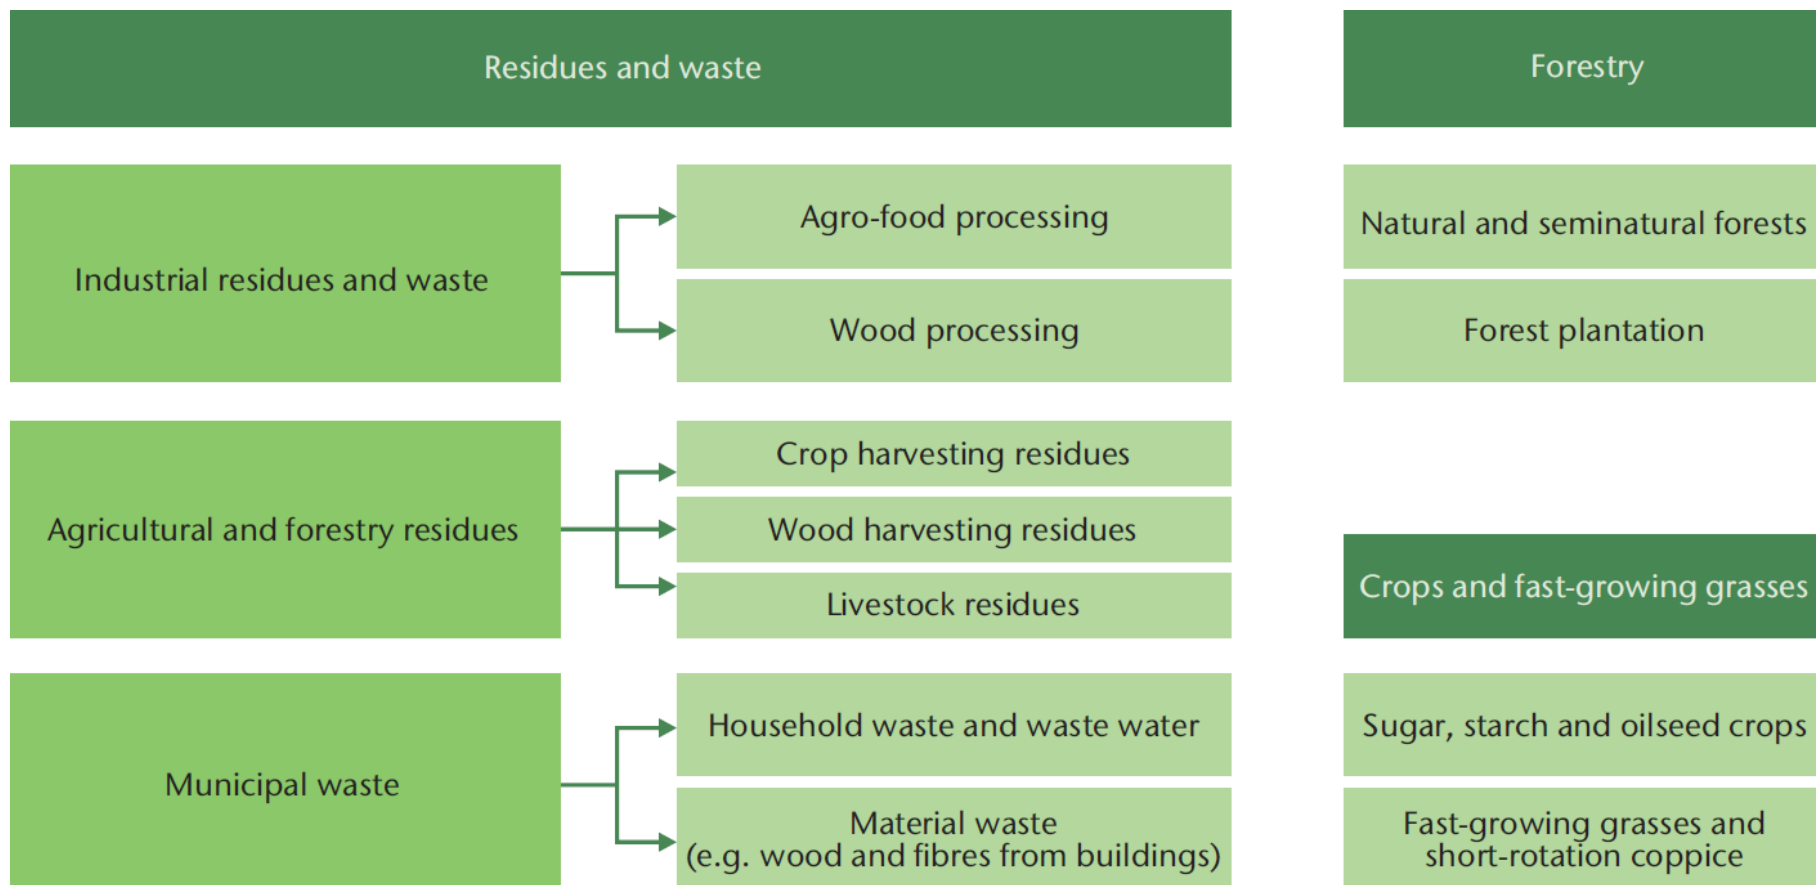 Residues and waste
Forestry
Industrial residues and waste
Agro-food processing
Wood processing
Natural and seminatural forests
Forest plantation
Agricultural and forestry residues
Crop harvesting residues
Wood harvesting residues
Livestock residues
Crops and fast-growing grasses
Municipal waste
Household waste and waste water
Material waste
(e.g. wood and fibres from buildings)
Sugar, starch and oilseed crops
Fast-growing grasses and
short-rotation coppice